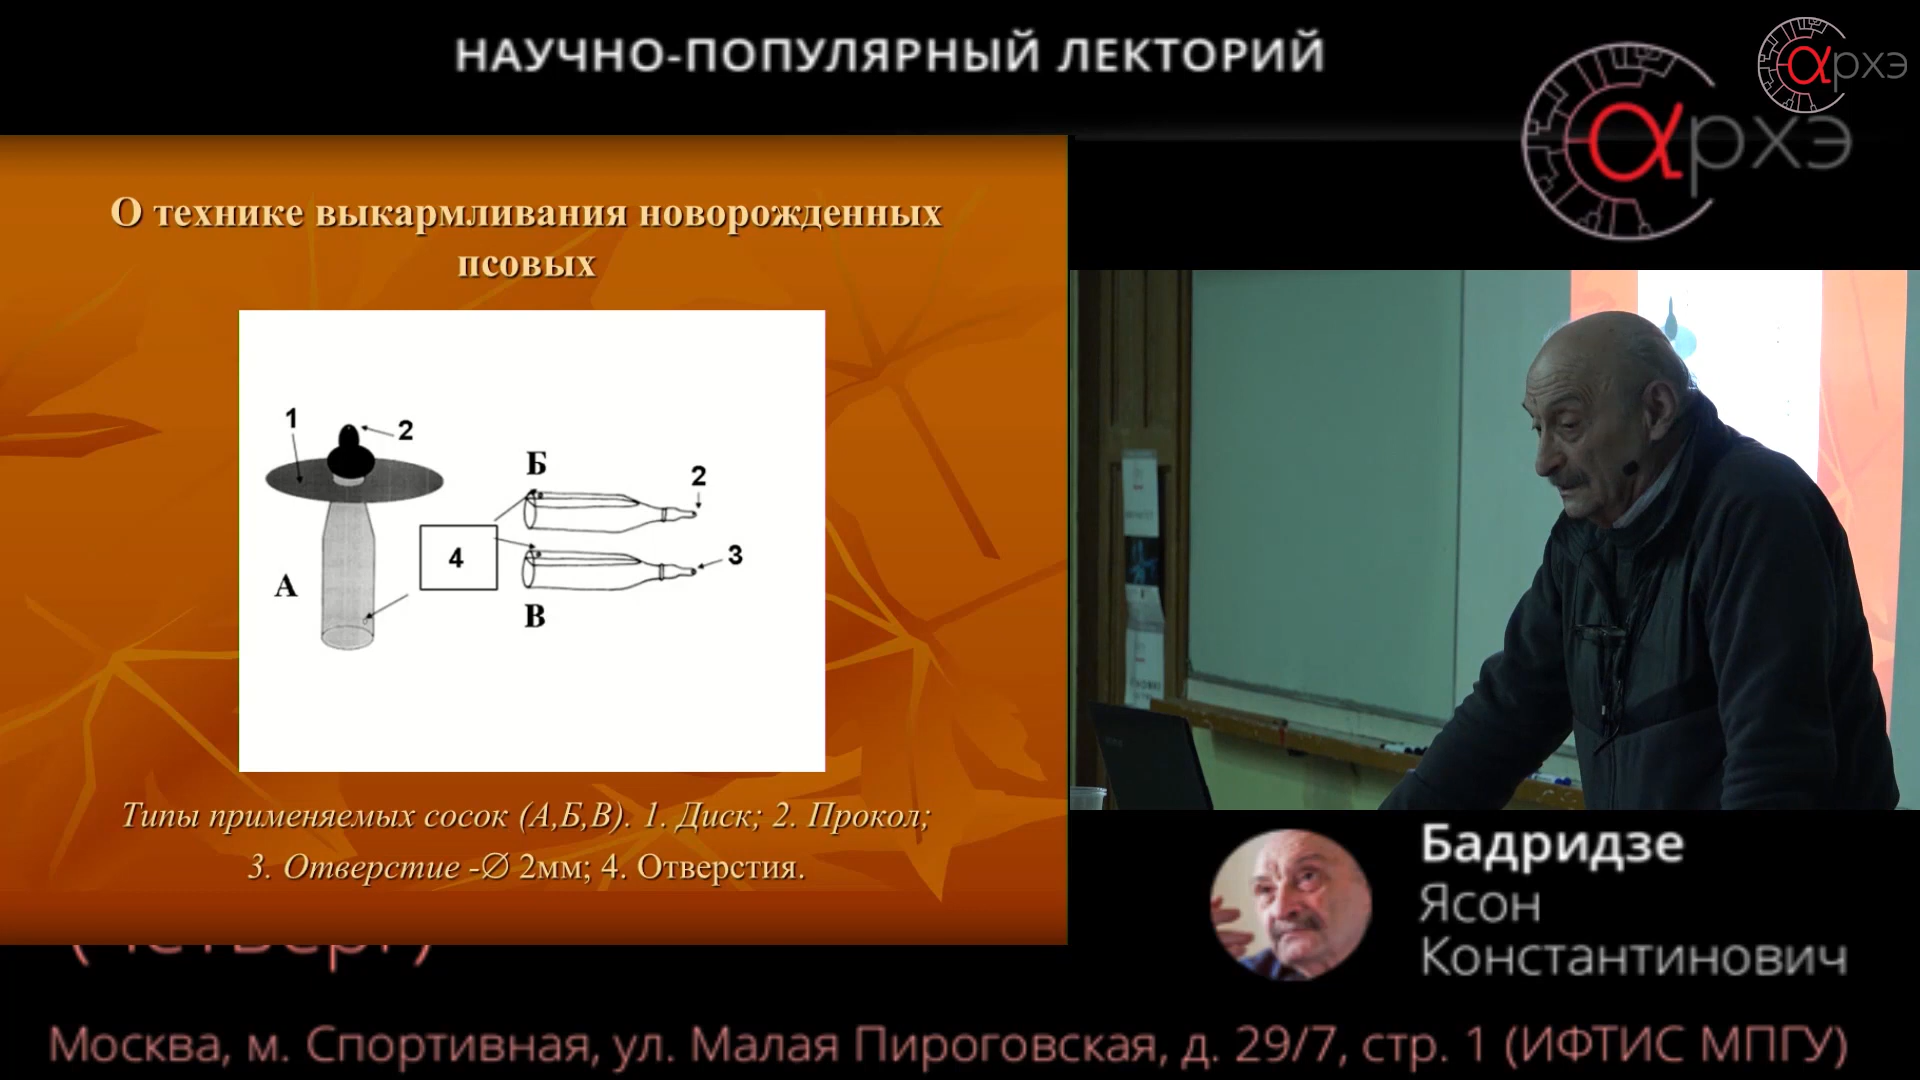 НАУЧНО-ПОПУЛЯРНЫЙ ЛЕКТОРИЙ
αрхэ
αрхэ
О технике выкармливания новорожденных
псовых
1
2
Б
2
4
3
А
В
Типы применяемых сосок (А,Б,В). 1. Диск; 2. Прокол;
3. Отверстие -∅ 2мм; 4. Отверстия.
Бадридзе
Ясон
Константинович
Москва, м. Спортивная, ул. Малая Пироговская, д. 29/7, стр. 1 (ИФТИС МПГУ)